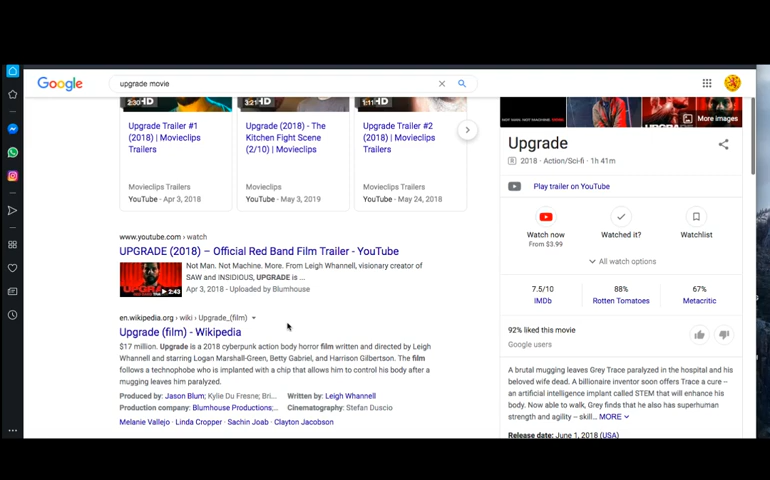 Google
upgrade movie
2:30 HD
3:21 HD
1:11 HD
Upgrade Trailer #1
(2018) | Movieclips
Trailers
Movieclips Trailers
YouTube - Apr 3, 2018
Upgrade (2018) - The
Kitchen Fight Scene
(2/10) | Movieclips
Movieclips
YouTube - May 3, 2019
Upgrade Trailer #2
(2018) | Movieclips
Trailers
Movieclips Trailers
YouTube - May 24, 2018
www.youtube.com › watch
UPGRADE (2018) – Official Red Band Film Trailer - YouTube
2:43
Not Man. Not Machine. More. From Leigh Whannell, visionary creator of
SAW and INSIDIOUS, UPGRADE is ...
Apr 3, 2018 - Uploaded by Blumhouse
en.wikipedia.org › wiki › Upgrade_(film)
Upgrade (film) - Wikipedia
$17 million. Upgrade is a 2018 cyberpunk action body horror film written and directed by Leigh
Whannell and starring Logan Marshall-Green, Betty Gabriel, and Harrison Gilbertson. The film
follows a technophobe who is implanted with a chip that allows him to control his body after a
mugging leaves him paralyzed.
Produced by: Jason Blum; Kylie Du Fresne; Bri...
Written by: Leigh Whannell
Production company: Blumhouse Productions;...
Cinematography: Stefan Duscio
Melanie Vallejo · Linda Cropper · Sachin Joab · Clayton Jacobson
NOT MAN. NOT MACHINE. MORE.
More images
Upgrade
2018 · Action/Sci-fi · 1h 41m
Play trailer on YouTube
Watch now
From $3.99
Watched it?
Watchlist
All watch options
7.5/10
IMDb
88%
Rotten Tomatoes
67%
Metacritic
92% liked this movie
Google users
A brutal mugging leaves Grey Trace paralyzed in the hospital and his
beloved wife dead. A billionaire inventor soon offers Trace a cure –
an artificial intelligence implant called STEM that will enhance his
body. Now able to walk, Grey finds that he also has superhuman
strength and agility -- skill... MORE
Release date: June 1, 2018 (USA)